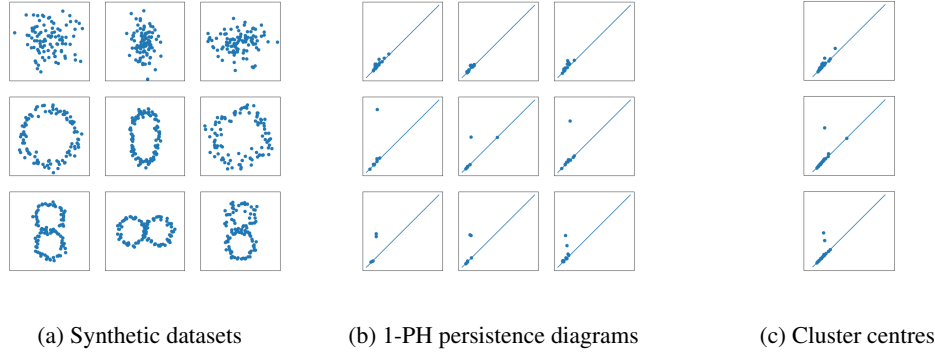 (a) Synthetic datasets
(b) 1-PH persistence diagrams
(c) Cluster centres